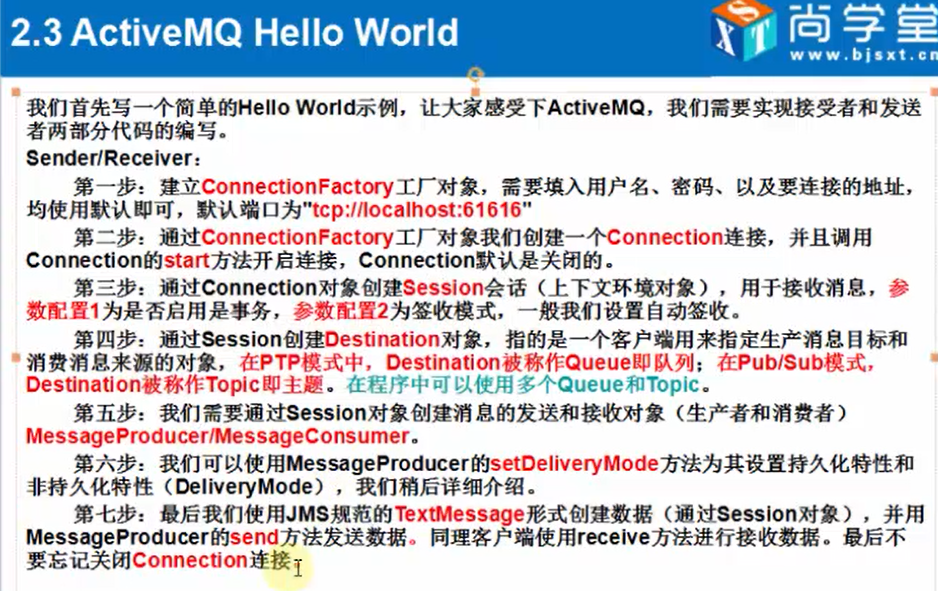 2.3 ActiveMQ Hello World
SXT
尚学堂
www.bjsxt.cn
我们首先写一个简单的Hello World示例，让大家感受下ActiveMQ，我们需要实现接受者和发送
者两部分代码的编写。
Sender/Receiver：
第一步：建立ConnectionFactory工厂对象，需要填入用户名、密码、以及要连接的地址，
均使用默认即可，默认端口为"tcp://localhost:61616"
第二步：通过ConnectionFactory工厂对象我们创建一个Connection连接，并且调用
Connection的start方法开启连接，Connection默认是关闭的。
第三步：通过Connection对象创建Session会话（上下文环境对象），用于接收消息，参
数配置1为是否启用是事务，参数配置2为签收模式，一般我们设置自动签收。
第四步：通过Session创建Destination对象，指的是一个客户端用来指定生产消息目标和
消费消息来源的对象，在PTP模式中，Destination被称作Queue即队列；在Pub/Sub模式，
Destination被称作Topic即主题。在程序中可以使用多个Queue和Topic。
第五步：我们需要通过Session对象创建消息的发送和接收对象（生产者和消费者）
MessageProducer/MessageConsumer。
第六步：我们可以使用MessageProducer的setDeliveryMode方法为其设置持久化特性和
非持久化特性（DeliveryMode），我们稍后详细介绍。
第七步：最后我们使用JMS规范的TextMessage形式创建数据（通过Session对象），并用
MessageProducer的send方法发送数据。同理客户端使用receive方法进行接收数据。最后不
要忘记关闭Connection连接。